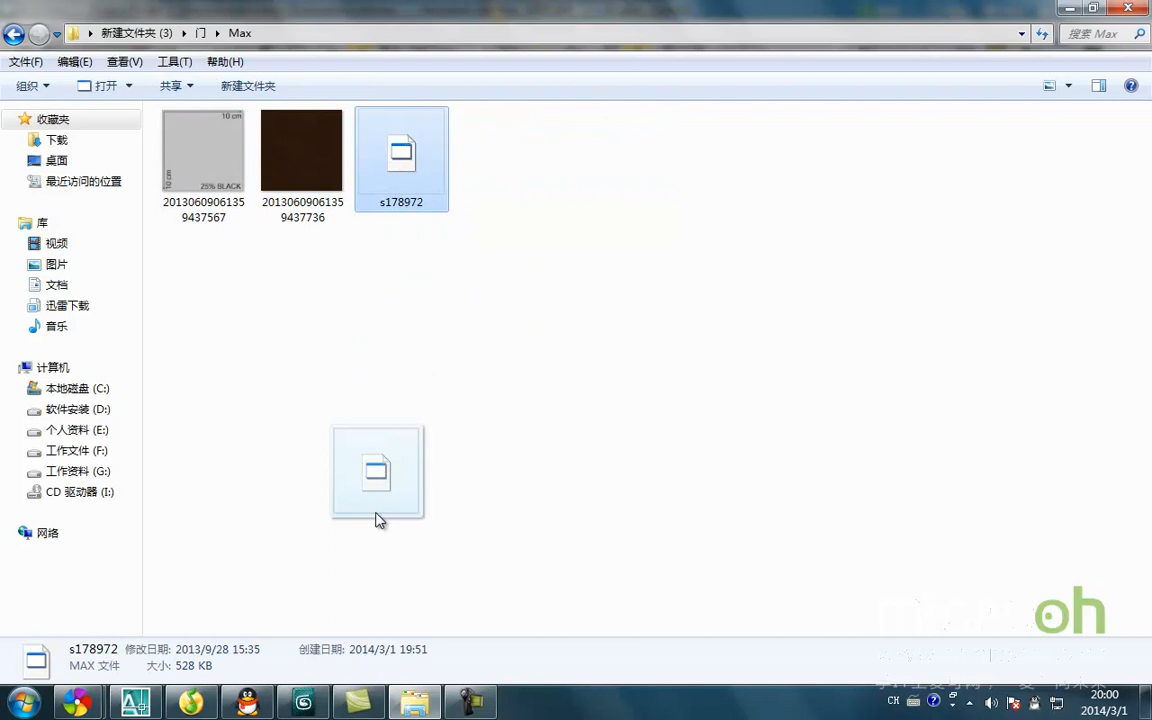 新建文件夹 (3) 门 Max
搜索 Max
文件(F) 编辑(E) 查看(V) 工具(T) 帮助(H)
组织 打开 共享 新建文件夹
收藏夹
下载
桌面
最近访问的位置
库
视频
图片
文档
迅雷下载
音乐
计算机
本地磁盘 (C:)
软件安装 (D:)
个人资料 (E:)
工作文件 (F:)
工作资料 (G:)
CD 驱动器 (I:)
网络
10 cm
10 cm
25% BLACK
2013060906135
9437567
2013060906135
9437736
s178972
oh
s178972 修改日期: 2013/9/28 15:35 创建日期: 2014/3/1 19:51
MAX 文件 大小: 528 KB
CH
20:00
2014/3/1